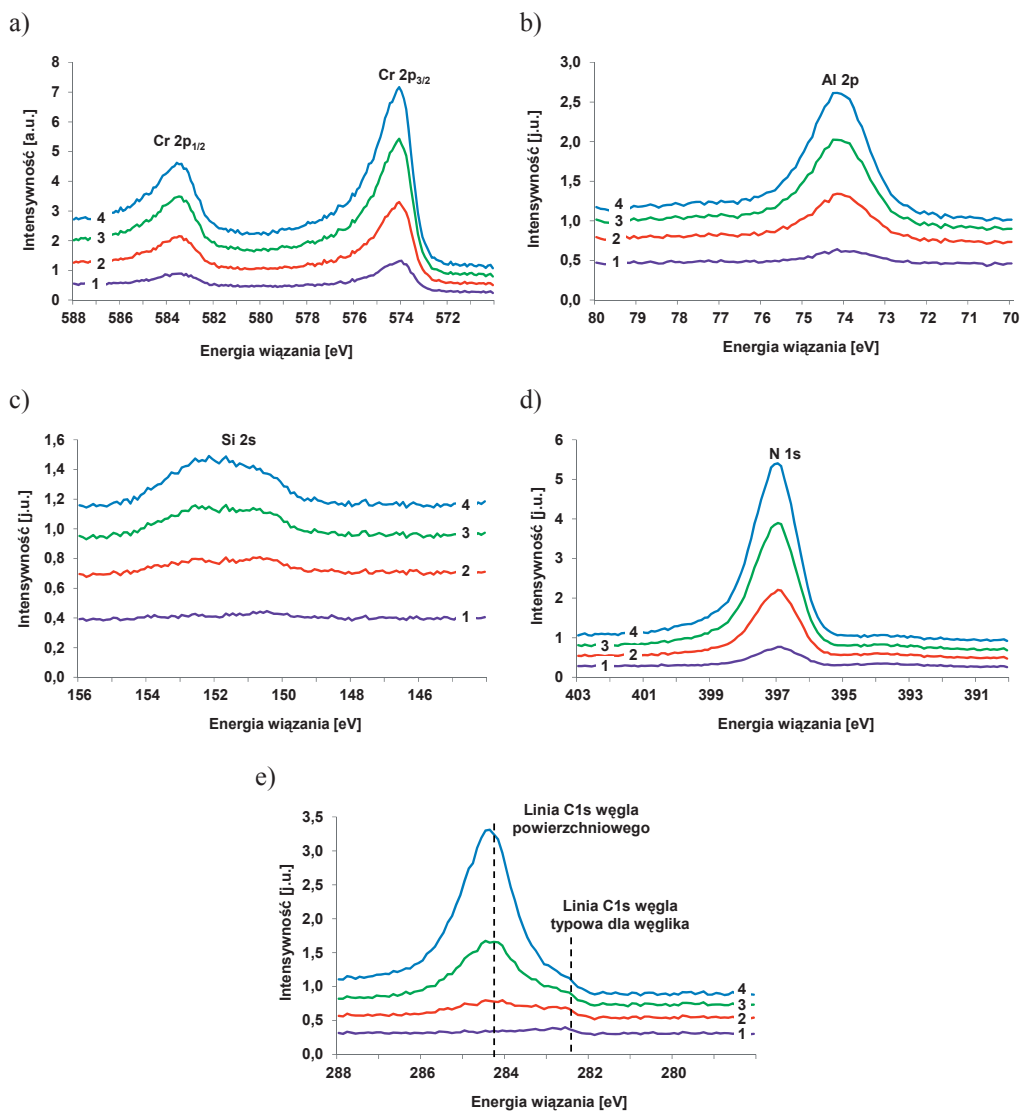 a)
8
7
6
5
4
3
2
1
0
Intensywność [a.u.]
Cr 2p1/2
Cr 2p3/2
4
3
2
1
588 586 584 582 580 578 576 574 572
Energia wiązania [eV]
b)
3,0
2,5
2,0
1,5
1,0
0,5
0,0
Intensywność [j.u.]
Al 2p
4
3
2
1
80 79 78 77 76 75 74 73 72 71 70
Energia wiązania [eV]
c)
1,6
1,4
1,2
1,0
0,8
0,6
0,4
0,2
0,0
Intensywność [j.u.]
Si 2s
4
3
2
1
156 154 152 150 148 146
Energia wiązania [eV]
d)
6
5
4
3
2
1
0
Intensywność [j.u.]
N 1s
4
3
2
1
403 401 399 397 395 393 391
Energia wiązania [eV]
e)
3,5
3,0
2,5
2,0
1,5
1,0
0,5
0,0
Intensywność [j.u.]
Linia C1s węgla
powierzchniowego
Linia C1s węgla
typowa dla węglika
4
3
2
1
288 286 284 282 280
Energia wiązania [eV]